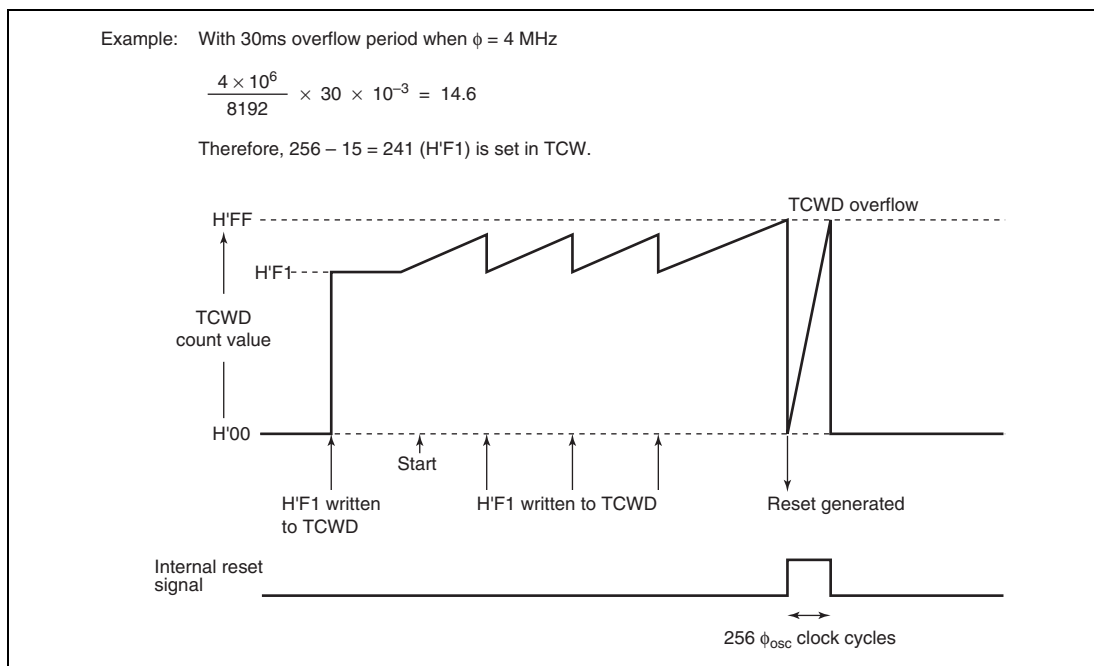 Example: With 30ms overflow period when ϕ = 4 MHz
4 × 10⁶
8192
× 30 × 10⁻³ = 14.6
Therefore, 256 – 15 = 241 (H'F1) is set in TCW.
TCWD overflow
H'FF
H'F1
TCWD
count value
H'00
Start
H'F1 written
to TCWD
H'F1 written to TCWD
Reset generated
Internal reset
signal
256 ϕosc clock cycles